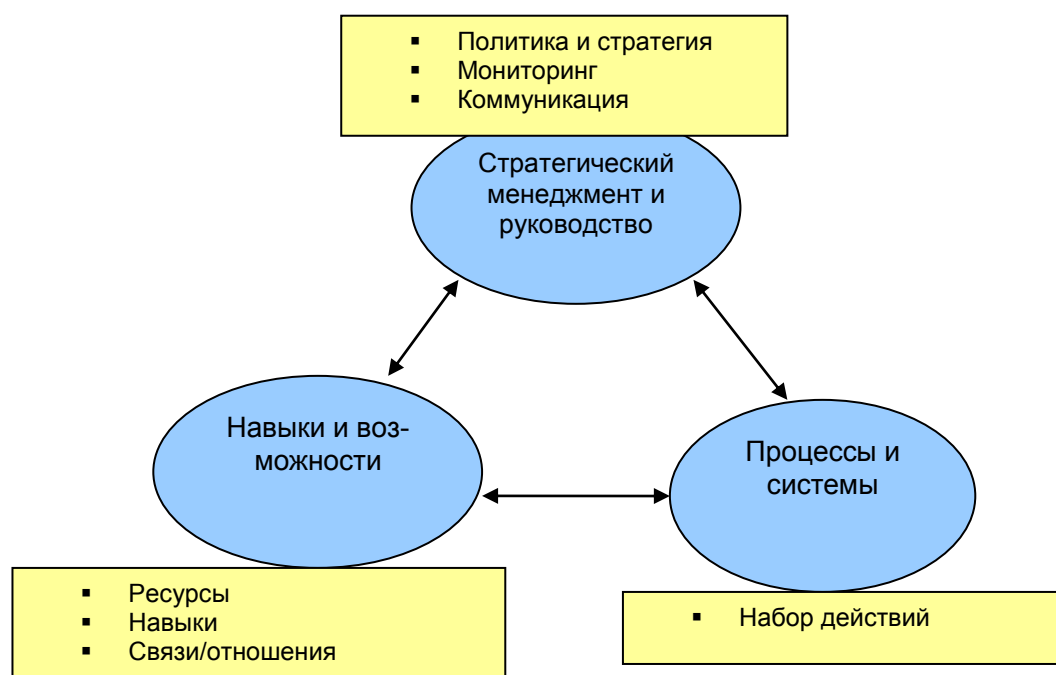 ▪ Политика и стратегия
▪ Мониторинг
▪ Коммуникация
Стратегический
менеджмент и
руководство
Навыки и воз-
можности
Процессы и
системы
▪ Ресурсы
▪ Навыки
▪ Связи/отношения
▪ Набор действий